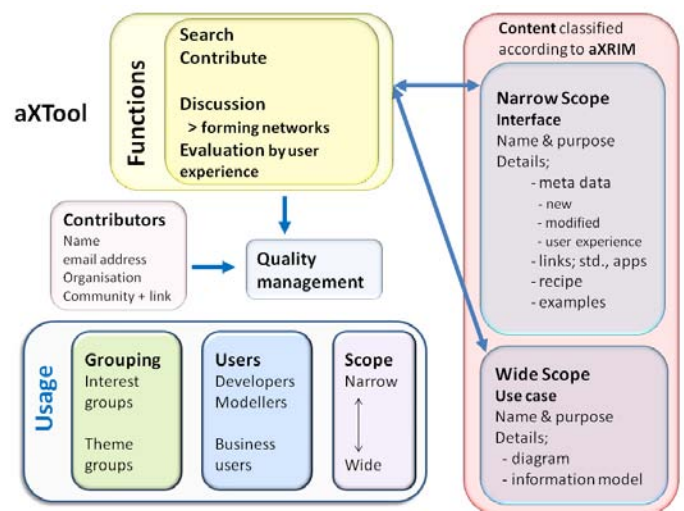 aXTool
Functions
Search
Contribute
Discussion
> forming networks
Evaluation by user
experience
Contributors
Name
email address
Organisation
Community + link
Quality
management
Usage
Grouping
Interest
groups
Theme
groups
Users
Developers
Modellers
Business
users
Scope
Narrow
Wide
Content classified
according to aXRIM
Narrow Scope
Interface
Name & purpose
Details;
- meta data
- new
- modified
- user experience
- links; std., apps
- recipe
- examples
Wide Scope
Use case
Name & purpose
Details;
- diagram
- information model